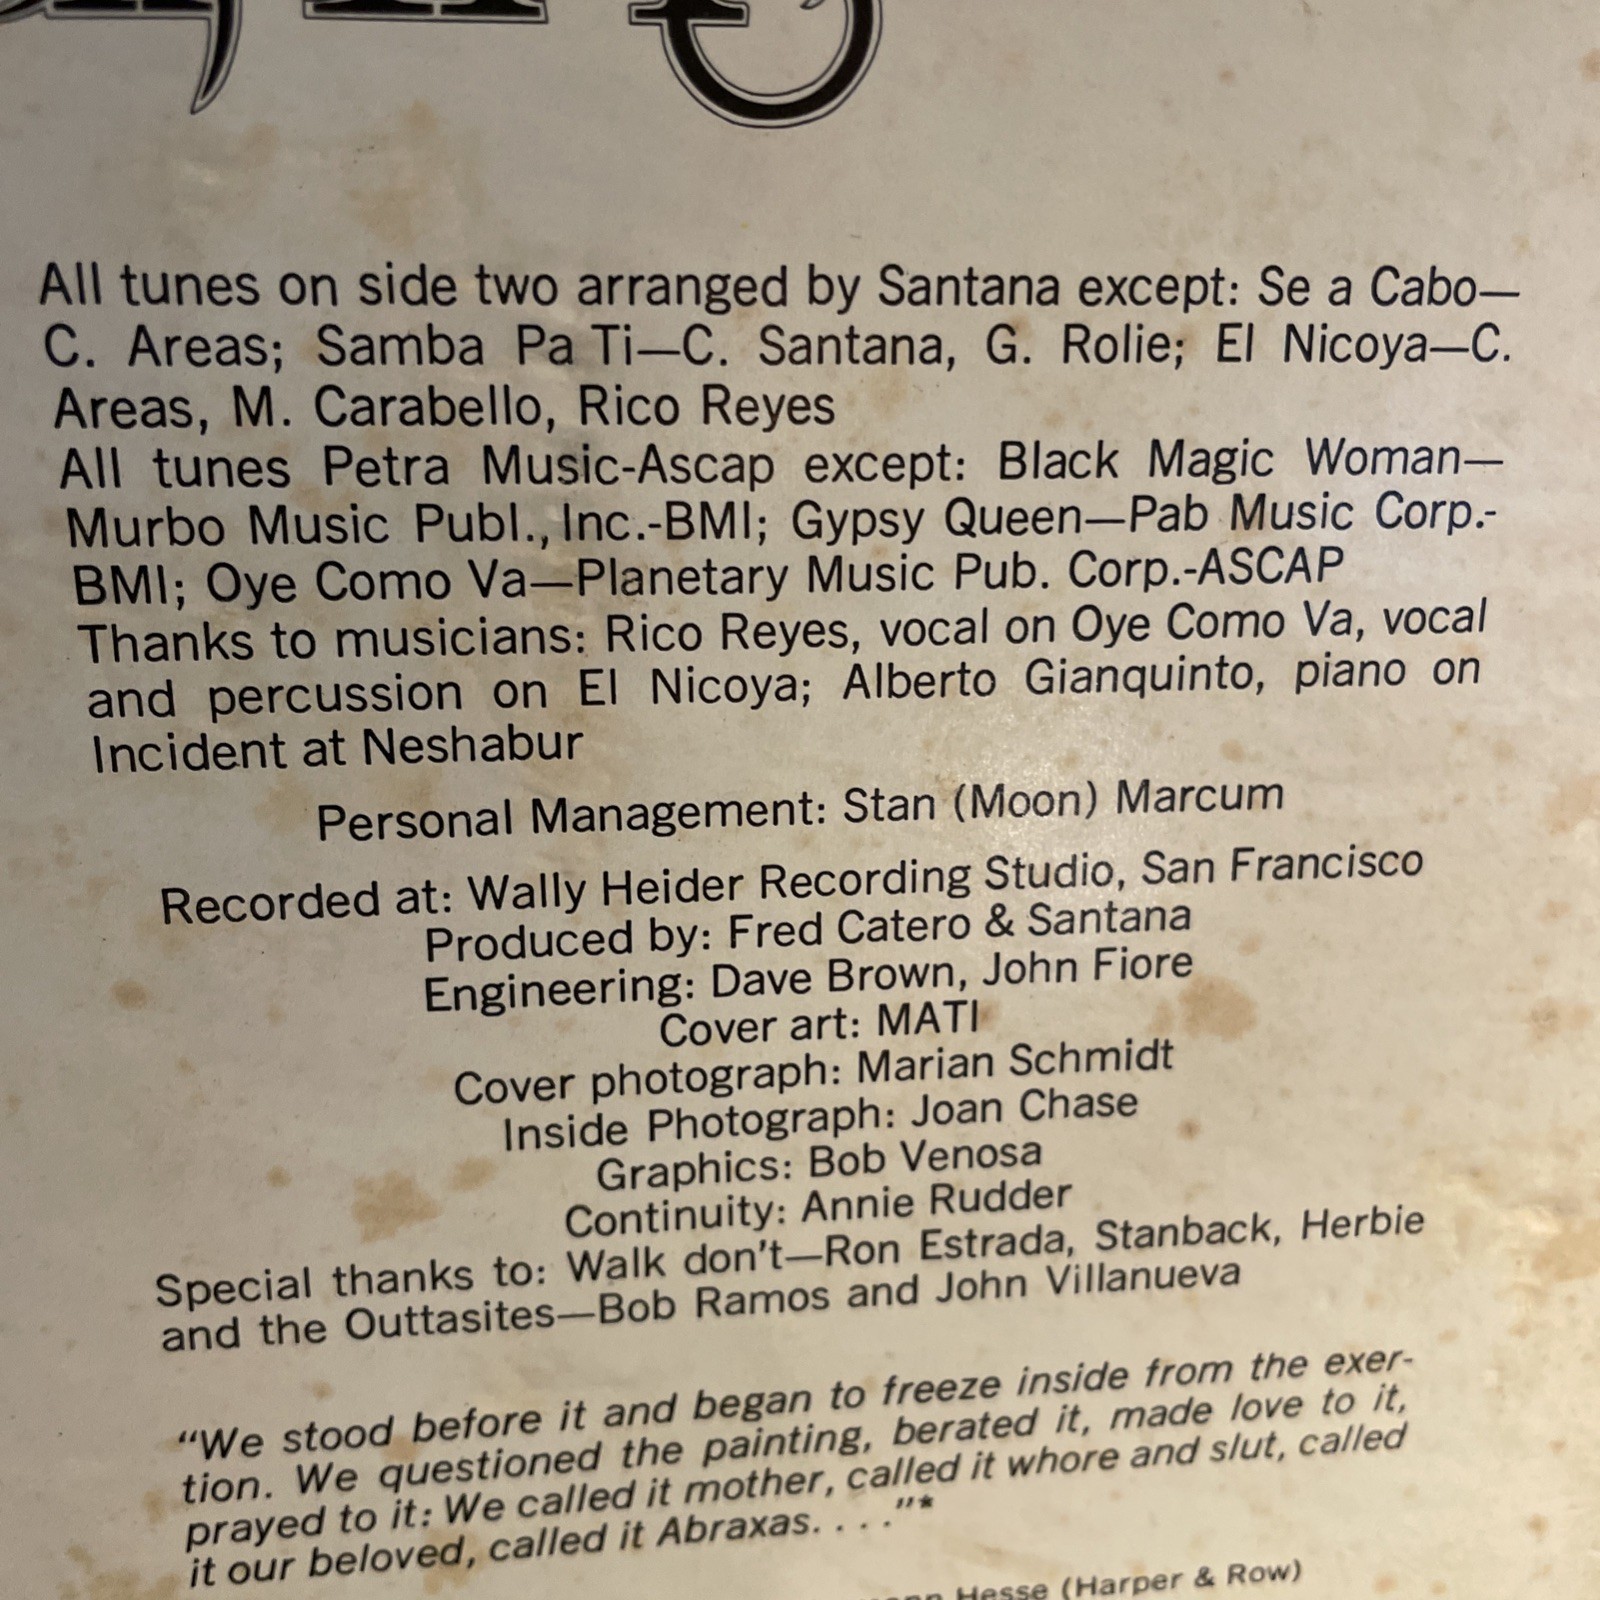 All tunes on side two arranged by Santana except: Se a Cabo—
C. Areas; Samba Pa Ti—C. Santana, G. Rolie; El Nicoya—C.
Areas, M. Carabello, Rico Reyes
All tunes Petra Music-Ascap except: Black Magic Woman—
Murbo Music Publ., Inc.-BMI; Gypsy Queen—Pab Music Corp.-
BMI; Oye Como Va—Planetary Music Pub. Corp.-ASCAP
Thanks to musicians: Rico Reyes, vocal on Oye Como Va, vocal
and percussion on El Nicoya; Alberto Gianquinto, piano on
Incident at Neshabur
Personal Management: Stan (Moon) Marcum
Recorded at: Wally Heider Recording Studio, San Francisco
Produced by: Fred Catero & Santana
Engineering: Dave Brown, John Fiore
Cover art: MATI
Cover photograph: Marian Schmidt
Inside Photograph: Joan Chase
Graphics: Bob Venosa
Continuity: Annie Rudder
Special thanks to: Walk don't—Ron Estrada, Stanback, Herbie
and the Outtasites—Bob Ramos and John Villanueva
“We stood before it and began to freeze inside from the exer-
tion. We questioned the painting, berated it, made love to it,
prayed to it: We called it mother, called it whore and slut, called
it our beloved, called it Abraxas. . . .”*
Hesse (Harper & Row)